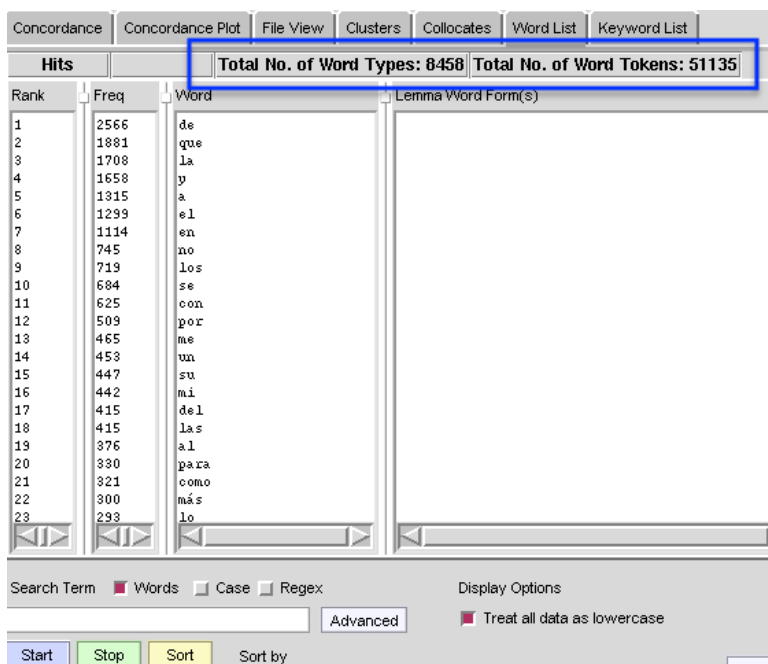 Concordance Concordance Plot File View Clusters Collocates Word List Keyword List
Hits Total No. of Word Types: 8458 Total No. of Word Tokens: 51135
Rank Freq Word Lemma Word Form(s)
1 2566 de
2 1881 que
3 1708 la
4 1658 y
5 1315 a
6 1299 el
7 1114 en
8 745 no
9 719 los
10 684 se
11 625 con
12 509 por
13 465 me
14 453 un
15 447 su
16 442 mi
17 415 del
18 415 las
19 376 al
20 330 para
21 321 como
22 300 más
23 293 lo
Search Term Words Case Regex Display Options
Advanced Treat all data as lowercase
Start Stop Sort Sort by